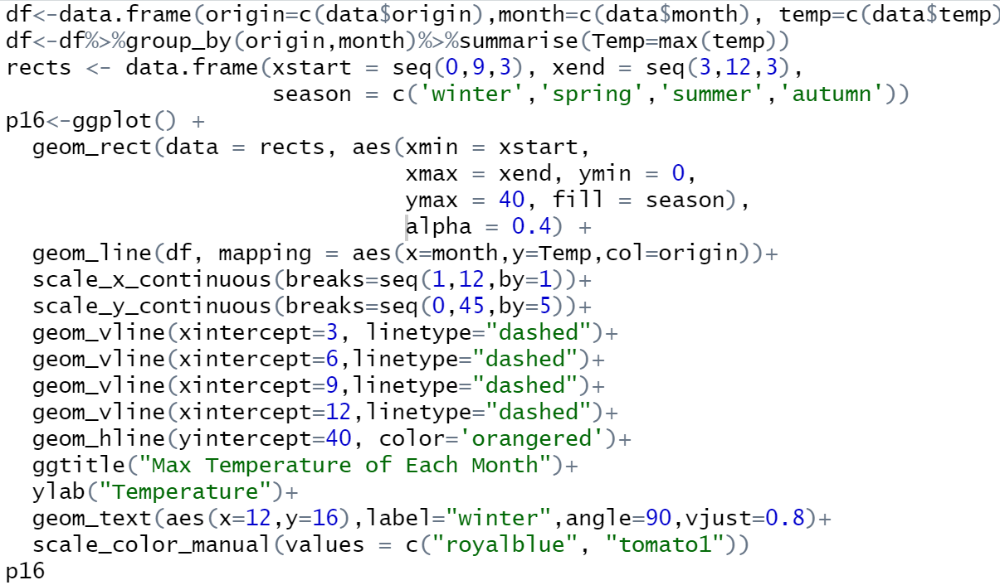 df<-data.frame(origin=c(data$origin),month=c(data$month), temp=c(data$temp)
df<-df%>%group_by(origin,month)%>%summarise(Temp=max(temp))
rects <- data.frame(xstart = seq(0,9,3), xend = seq(3,12,3),
                    season = c('winter','spring','summer','autumn'))
p16<-ggplot() +
  geom_rect(data = rects, aes(xmin = xstart,
                              xmax = xend, ymin = 0,
                              ymax = 40, fill = season),
                              alpha = 0.4) +
  geom_line(df, mapping = aes(x=month,y=Temp,col=origin))+
  scale_x_continuous(breaks=seq(1,12,by=1))+
  scale_y_continuous(breaks=seq(0,45,by=5))+
  geom_vline(xintercept=3, linetype="dashed")+
  geom_vline(xintercept=6,linetype="dashed")+
  geom_vline(xintercept=9,linetype="dashed")+
  geom_vline(xintercept=12,linetype="dashed")+
  geom_hline(yintercept=40, color='orangered')+
  ggtitle("Max Temperature of Each Month")+
  ylab("Temperature")+
  geom_text(aes(x=12,y=16),label="winter",angle=90,vjust=0.8)+
  scale_color_manual(values = c("royalblue", "tomato1"))
p16